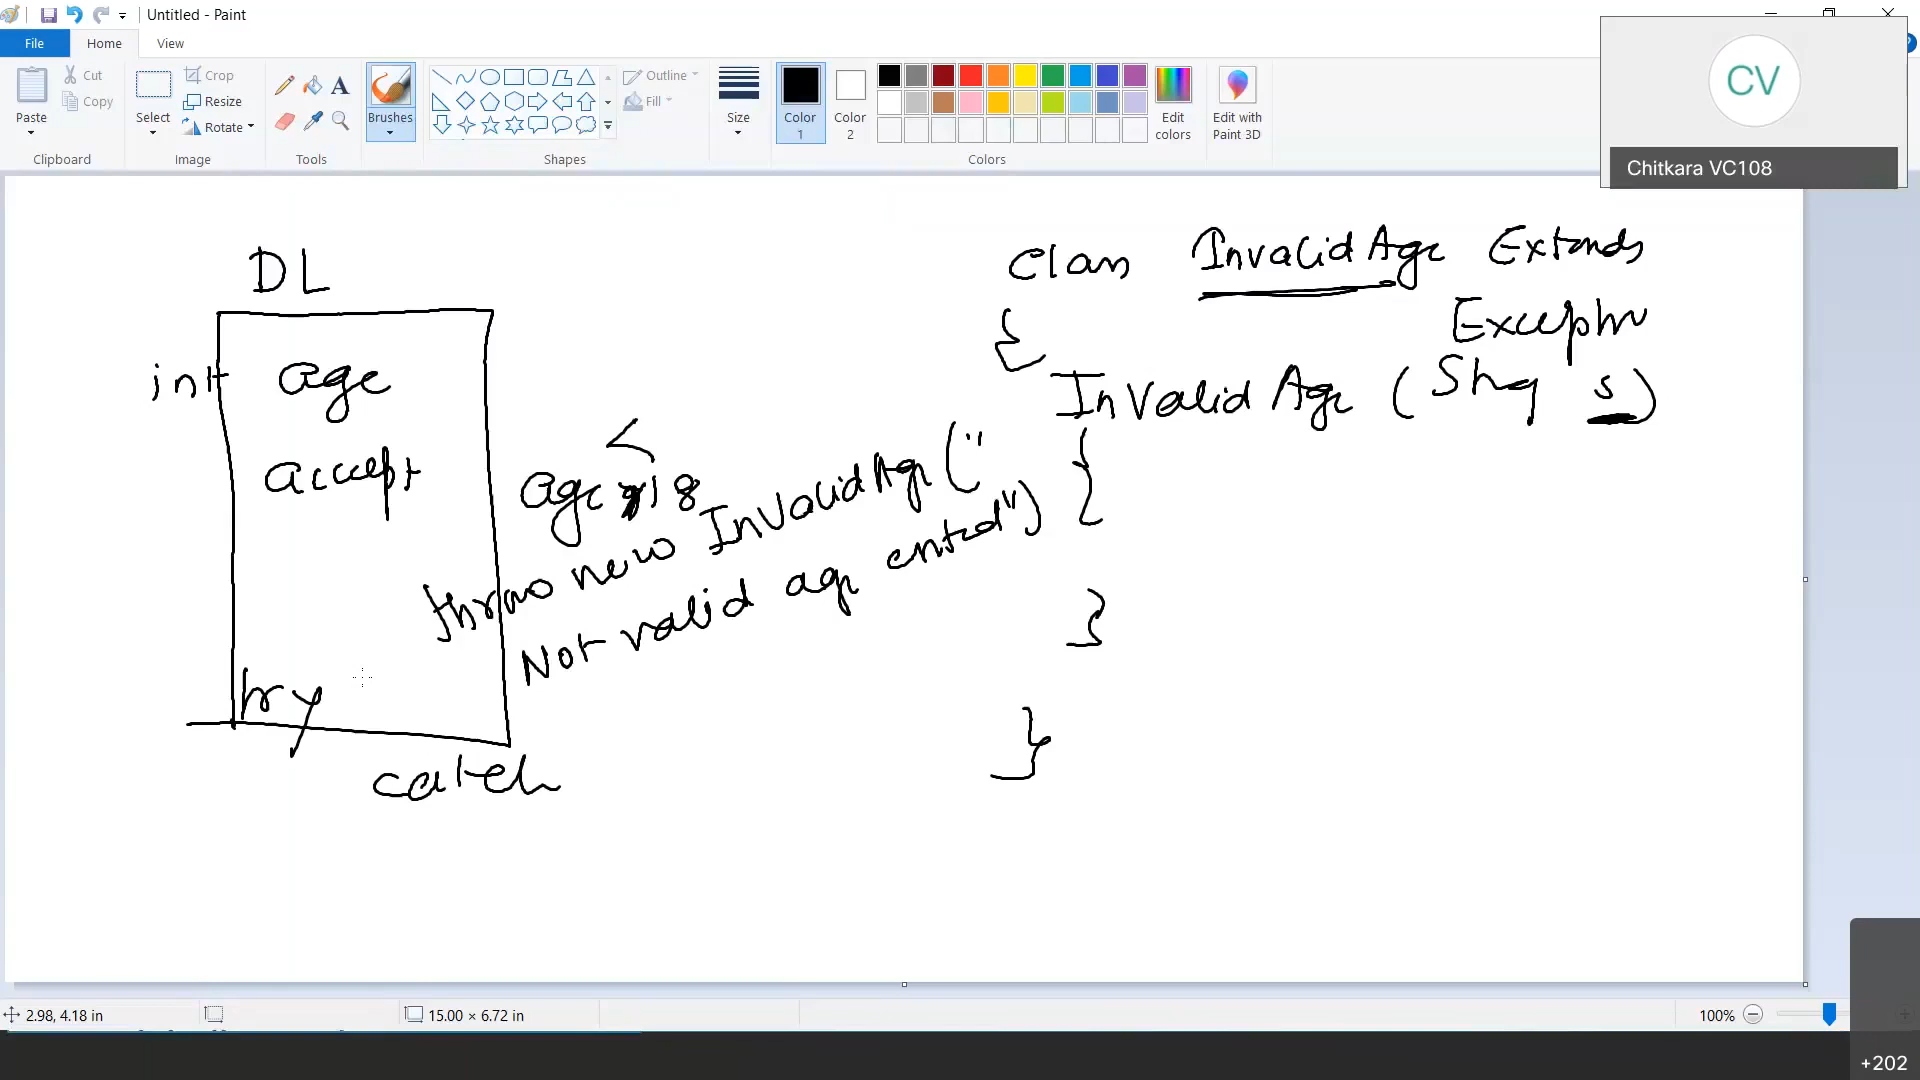 Untitled - Paint
File Home View
Paste
Cut
Copy
Clipboard
Select
Crop
Resize
Rotate
Image
Tools
Brushes
Shapes
Outline
Fill
Size
Color 1
Color 2
Colors
Edit colors
Edit with Paint 3D
CV
Chitkara VC108
DL
int age
accept
<
age 18
throw new InvalidAge ("
Not valid age entred")
try
catch
class InvalidAge Extends
Exception
{
InValidAge (String s)
{
}
}
2.98, 4.18 in
15.00 × 6.72 in
100%
+202